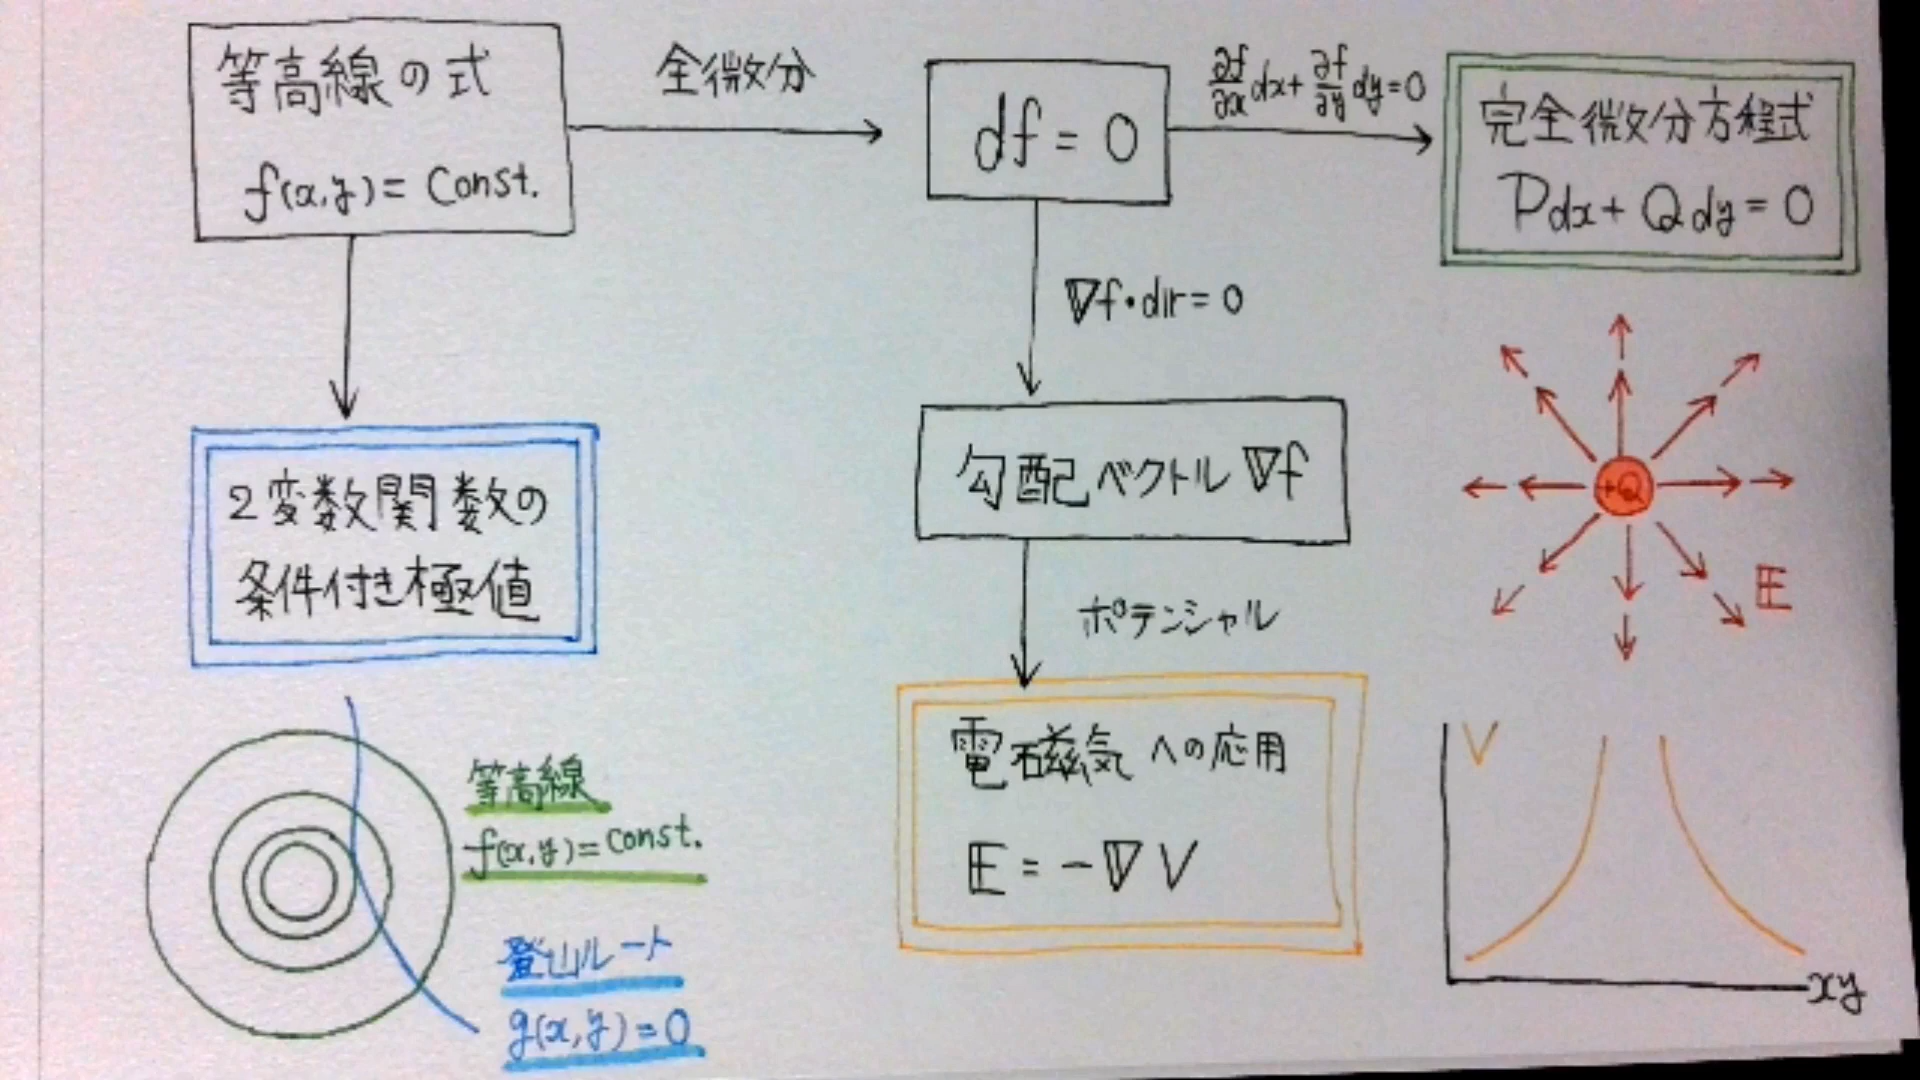 等高線の式
f(x,y)= Const.
全微分
df = 0
∂f/∂x dx + ∂f/∂y dy = 0
完全微分方程式
Pdx + Qdy = 0
∇f・dr = 0
2変数関数の
条件付き極値
勾配ベクトル ∇f
ポテンシャル
電磁気への応用
E = -∇V
+Q
E
等高線
f(x,y)= const.
登山ルート
g(x,y)= 0
V
xy